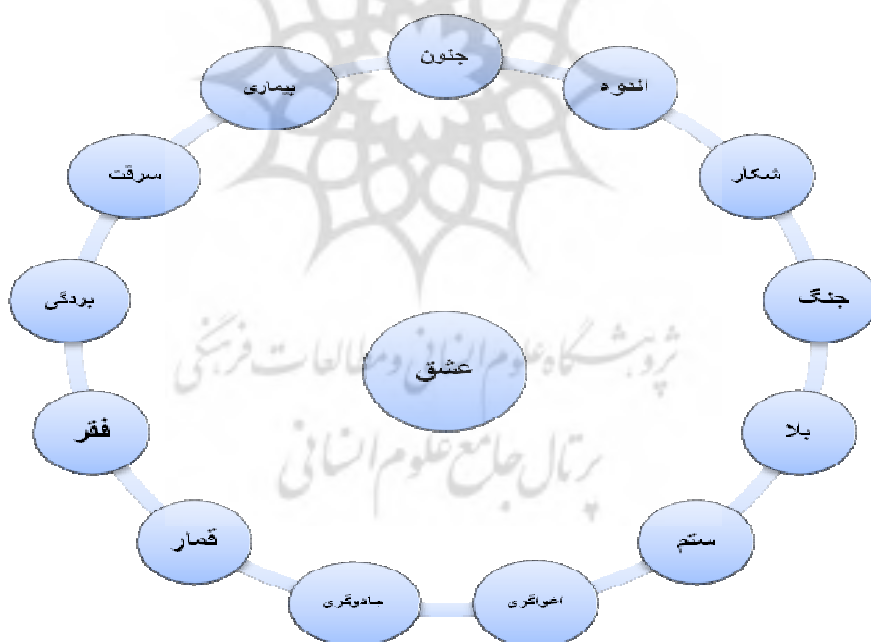 جنون
اندوه
شکار
جنگ
بلا
ستم
اغواگری
جادوگری
قمار
فقر
بردگی
سرقت
بیماری
عشق
پژوهشگاه علوم انسانی و مطالعات فرهنگی
پرتال جامع علوم انسانی